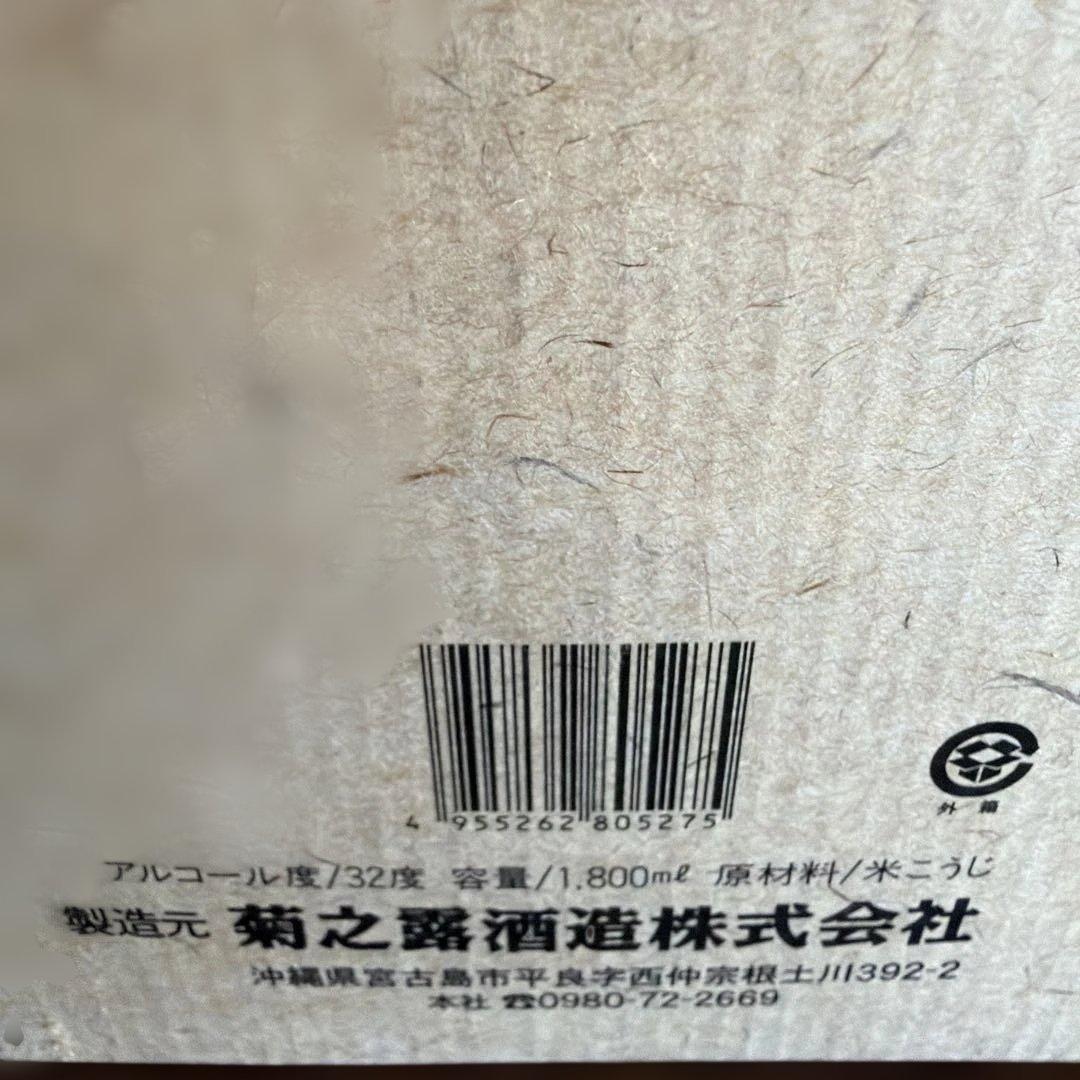 4 955262 805275
外箱
アルコール度/32度 容量/1.800mℓ 原材料/米こうじ
製造元 菊之露酒造株式会社
沖縄県宮古島市平良字西仲宗根土川392-2
本社 ☎0980-72-2669